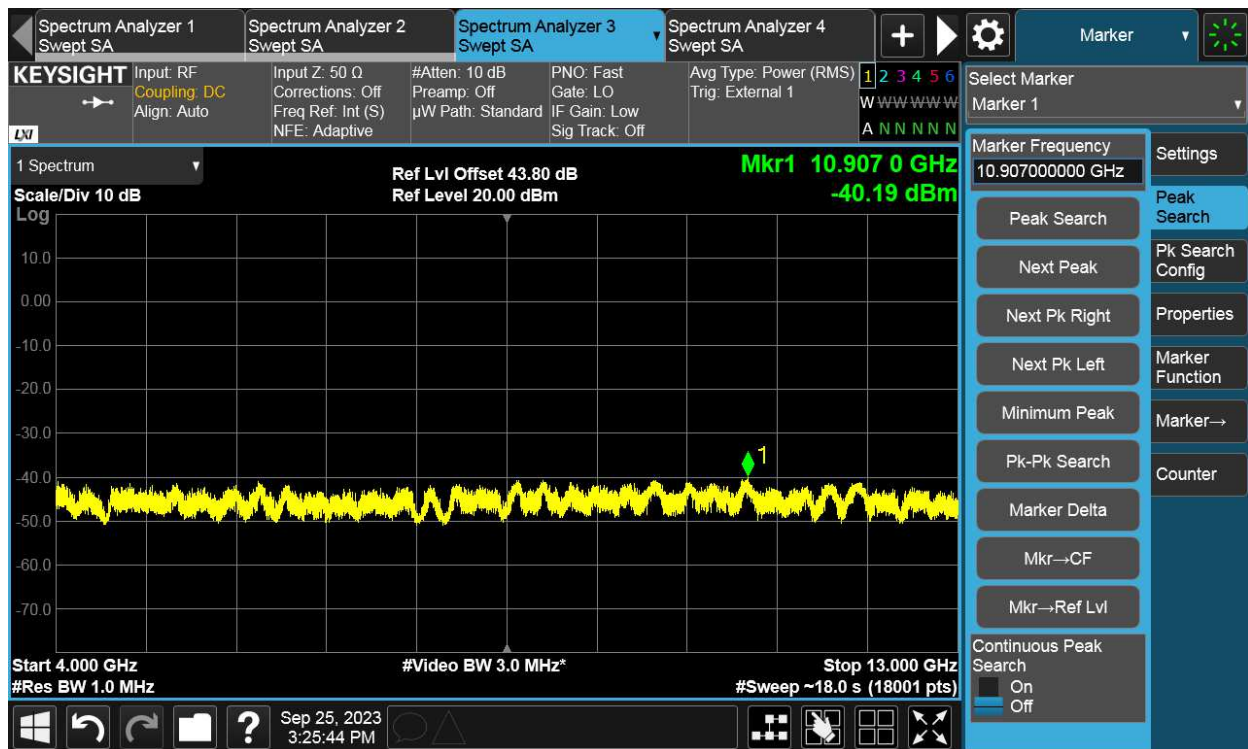 Spectrum Analyzer 1
Swept SA
Spectrum Analyzer 2
Swept SA
Spectrum Analyzer 3
Swept SA
Spectrum Analyzer 4
Swept SA
+
Marker
KEYSIGHT
LXI
Input: RF
Coupling: DC
Align: Auto
Input Z: 50 Ω
Corrections: Off
Freq Ref: Int (S)
NFE: Adaptive
#Atten: 10 dB
Preamp: Off
µW Path: Standard
PNO: Fast
Gate: LO
IF Gain: Low
Sig Track: Off
Avg Type: Power (RMS)
Trig: External 1
1 2 3 4 5 6
W W W W W W
A N N N N N
Select Marker
Marker 1
1 Spectrum
Scale/Div 10 dB
Log
Ref Lvl Offset 43.80 dB
Ref Level 20.00 dBm
Mkr1 10.907 0 GHz
-40.19 dBm
10.0
0.00
-10.0
-20.0
-30.0
-40.0
-50.0
-60.0
-70.0
1
Start 4.000 GHz
#Res BW 1.0 MHz
#Video BW 3.0 MHz*
Stop 13.000 GHz
#Sweep ~18.0 s (18001 pts)
Marker Frequency
10.907000000 GHz
Peak Search
Next Peak
Next Pk Right
Next Pk Left
Minimum Peak
Pk-Pk Search
Marker Delta
Mkr→CF
Mkr→Ref Lvl
Continuous Peak
Search
On
Off
Settings
Peak
Search
Pk Search
Config
Properties
Marker
Function
Marker→
Counter
?
Sep 25, 2023
3:25:44 PM